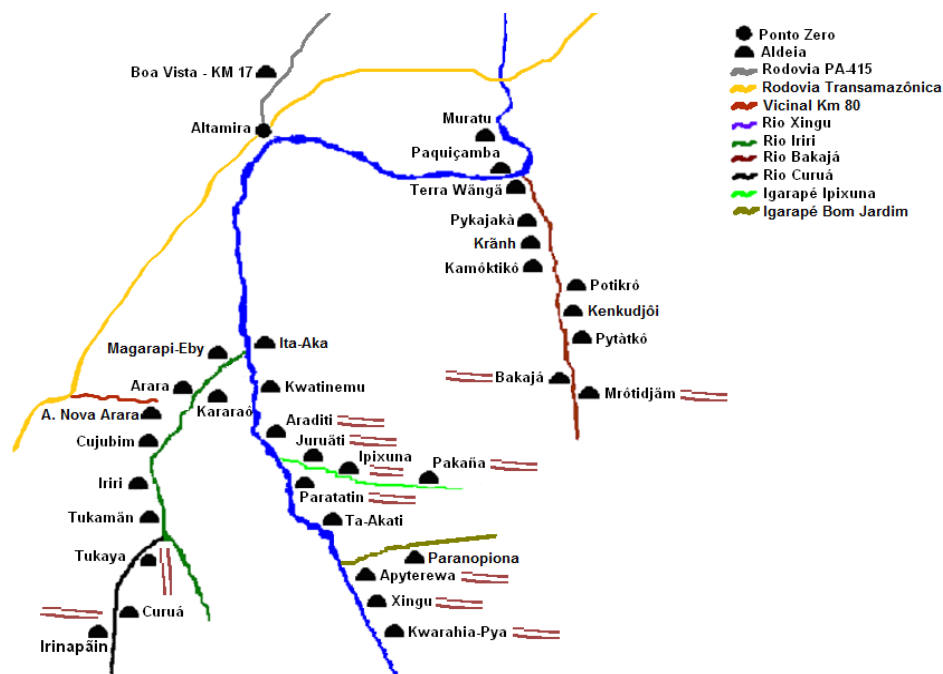 Ponto Zero
Aldeia
Rodovia PA-415
Rodovia Transamazônica
Vicinal Km 80
Rio Xingu
Rio Iriri
Rio Bakajá
Rio Curuá
Igarapé Ipixuna
Igarapé Bom Jardim
Boa Vista - KM 17
Altamira
Muratu
Paquiçamba
Terra Wãngã
Pykajakà
Krãnh
Kamóktikô
Potikrô
Kenkudjôi
Pytàtkô
Bakajá
Mrótidjãm
Magarapi-Eby
Ita-Aka
Arara
Kararaô
Kwatinemu
A. Nova Arara
Araditi
Juruãti
Cujubim
Ipixuna
Pakaña
Iriri
Paratatin
Tukamãn
Ta-Akati
Tukaya
Paranopiona
Apyterewa
Xingu
Curuá
Irinapãin
Kwarahia-Pya